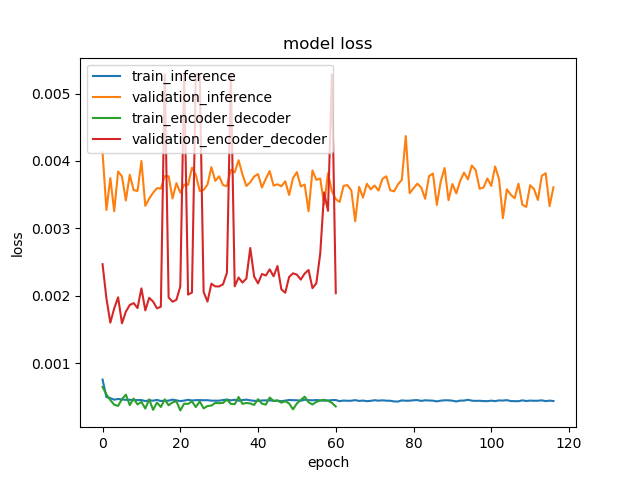 model loss
train_inference
validation_inference
train_encoder_decoder
validation_encoder_decoder
loss
0.005
0.004
0.003
0.002
0.001
0 20 40 60 80 100 120
epoch